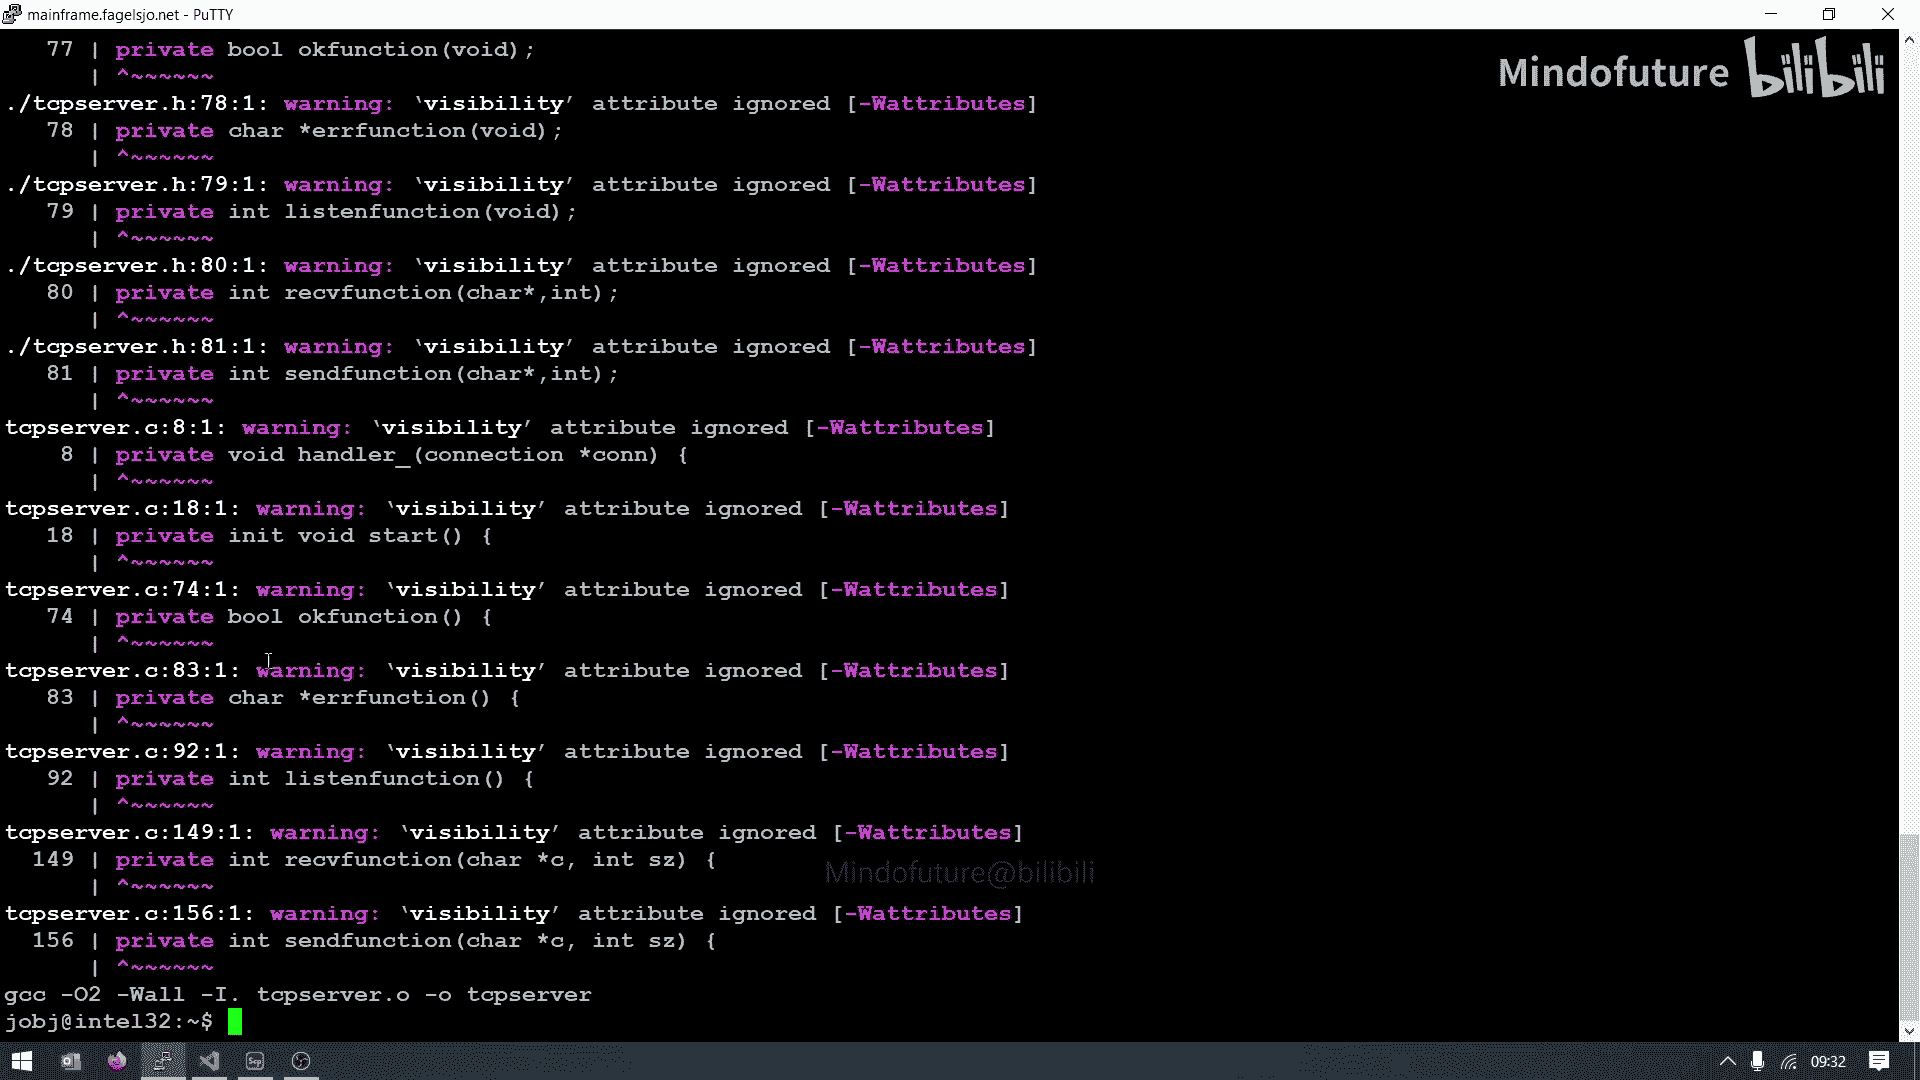 mainframe.fagelsjo.net - PuTTY
Mindofuture bilibili
77 | private bool okfunction(void);
| ^~~~~~~
./tcpserver.h:78:1: warning: ‘visibility’ attribute ignored [-Wattributes]
78 | private char *errfunction(void);
| ^~~~~~~
./tcpserver.h:79:1: warning: ‘visibility’ attribute ignored [-Wattributes]
79 | private int listenfunction(void);
| ^~~~~~~
./tcpserver.h:80:1: warning: ‘visibility’ attribute ignored [-Wattributes]
80 | private int recvfunction(char*,int);
| ^~~~~~~
./tcpserver.h:81:1: warning: ‘visibility’ attribute ignored [-Wattributes]
81 | private int sendfunction(char*,int);
| ^~~~~~~
tcpserver.c:8:1: warning: ‘visibility’ attribute ignored [-Wattributes]
8 | private void handler_(connection *conn) {
| ^~~~~~~
tcpserver.c:18:1: warning: ‘visibility’ attribute ignored [-Wattributes]
18 | private init void start() {
| ^~~~~~~
tcpserver.c:74:1: warning: ‘visibility’ attribute ignored [-Wattributes]
74 | private bool okfunction() {
| ^~~~~~~
tcpserver.c:83:1: warning: ‘visibility’ attribute ignored [-Wattributes]
83 | private char *errfunction() {
| ^~~~~~~
tcpserver.c:92:1: warning: ‘visibility’ attribute ignored [-Wattributes]
92 | private int listenfunction() {
| ^~~~~~~
tcpserver.c:149:1: warning: ‘visibility’ attribute ignored [-Wattributes]
149 | private int recvfunction(char *c, int sz) {
Mindofuture@bilibili
| ^~~~~~~
tcpserver.c:156:1: warning: ‘visibility’ attribute ignored [-Wattributes]
156 | private int sendfunction(char *c, int sz) {
| ^~~~~~~
gcc -O2 -Wall -I. tcpserver.o -o tcpserver
jobj@intel32:~$
09:32